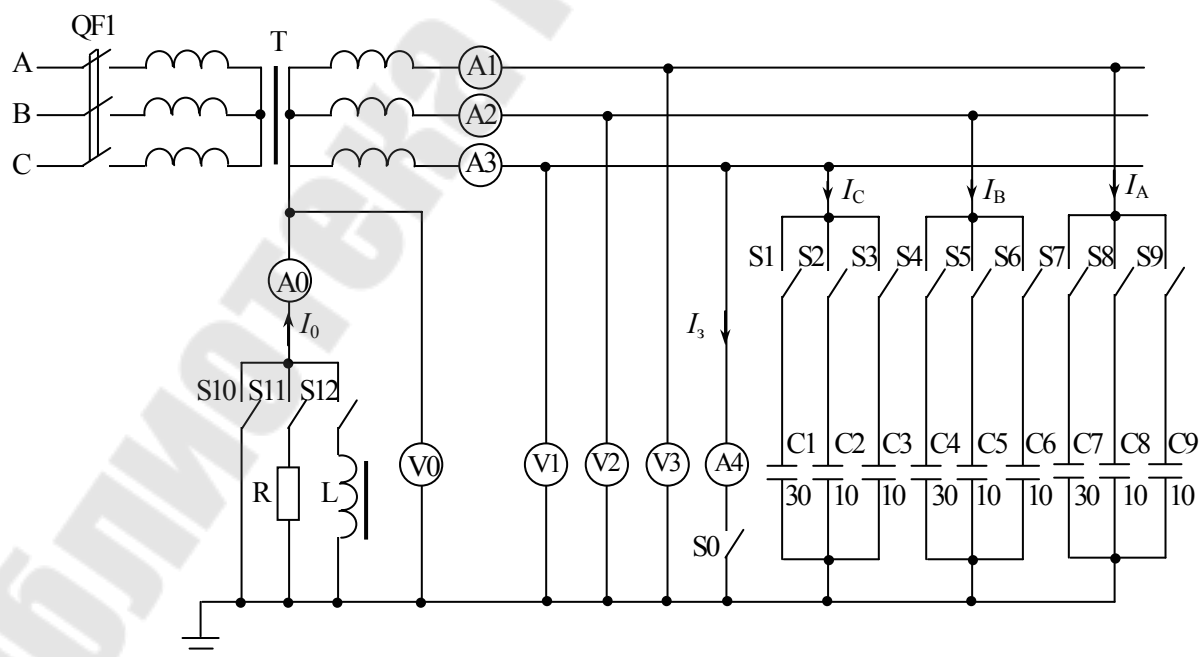 QF1
T
A
B
C
A1
A2
A3
I_C
I_B
I_A
S1 S2 S3 S4 S5 S6 S7 S8 S9
A0
I_0
I_з
S10 S11 S12
R
L
V0
V1
V2
V3
A4
S0
C1 C2 C3 C4 C5 C6 C7 C8 C9
30 10 10 30 10 10 30 10 10